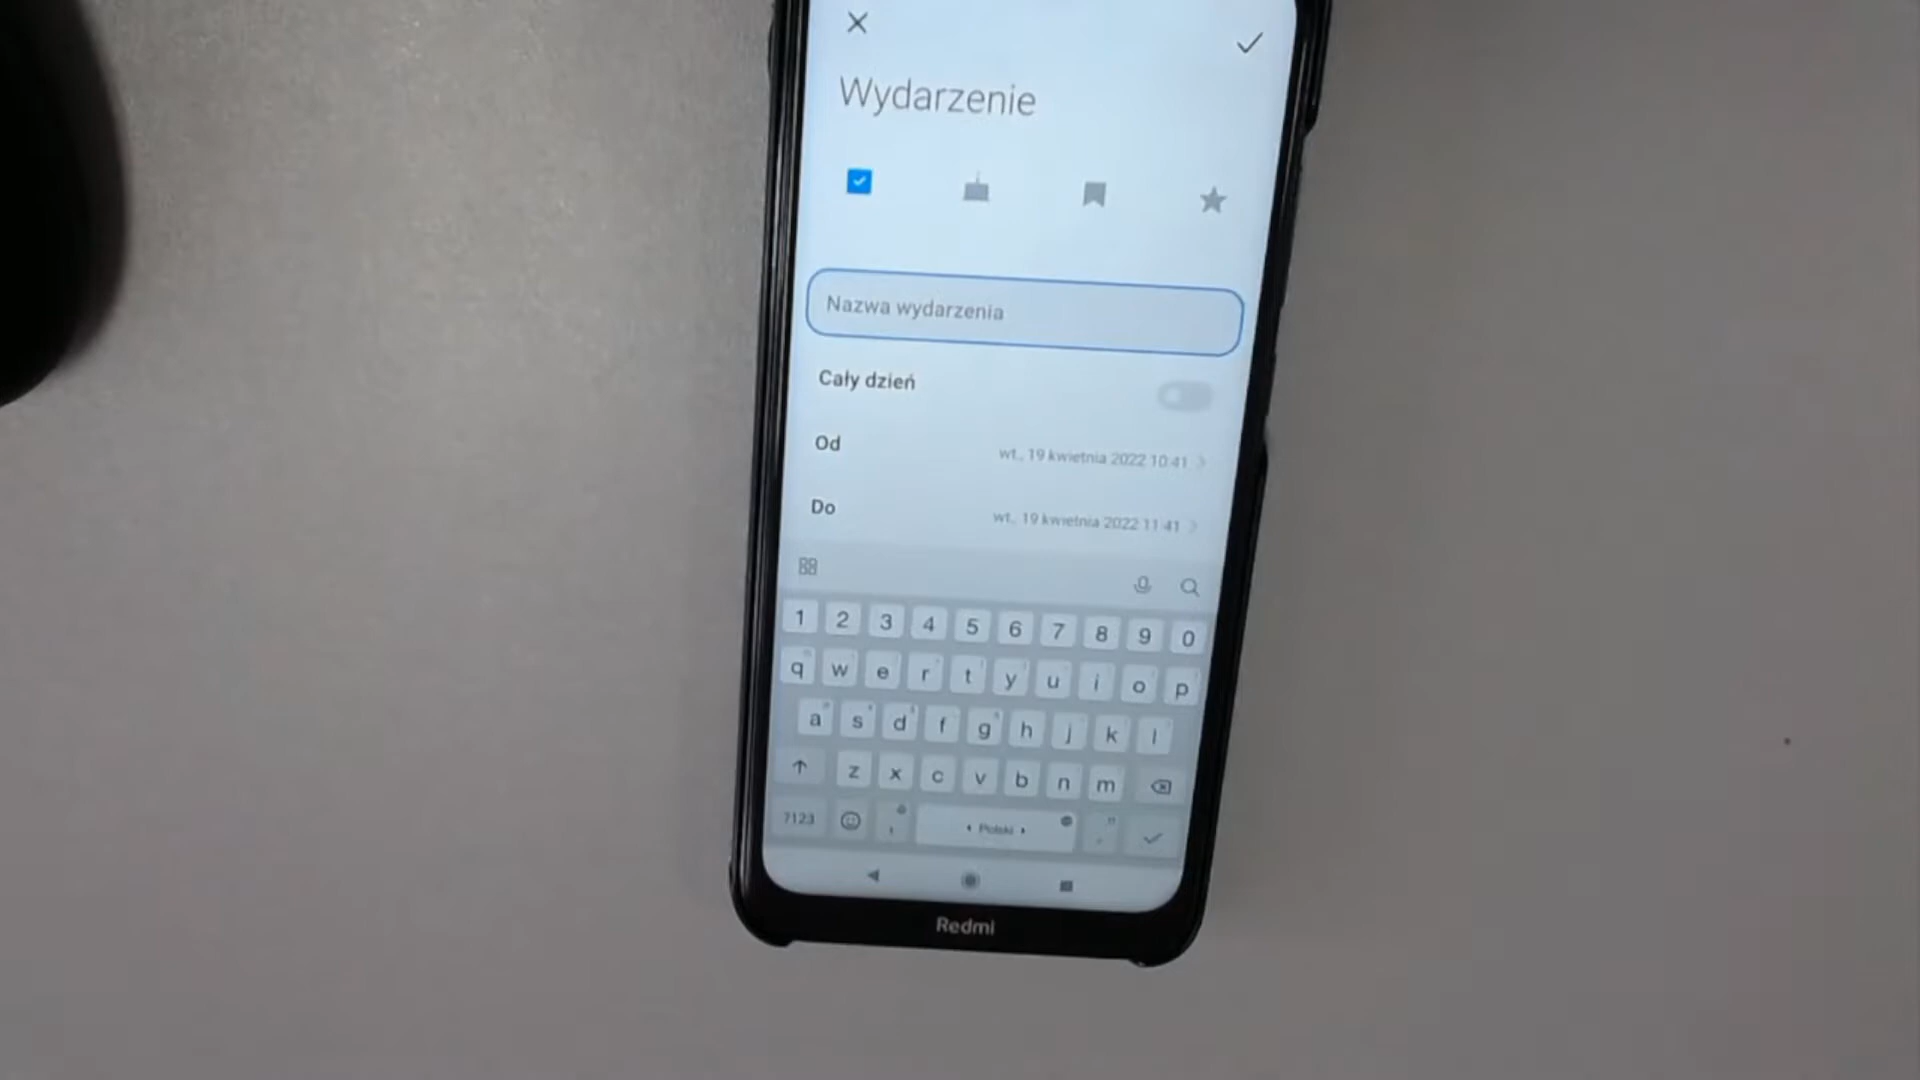 Wydarzenie
Nazwa wydarzenia
Cały dzień
Od wt., 19 kwietnia 2022 10:41
Do wt., 19 kwietnia 2022 11:41
1 2 3 4 5 6 7 8 9 0
q w e r t y u i o p
a s d f g h j k l
z x c v b n m
?123 , Polski .
Redmi